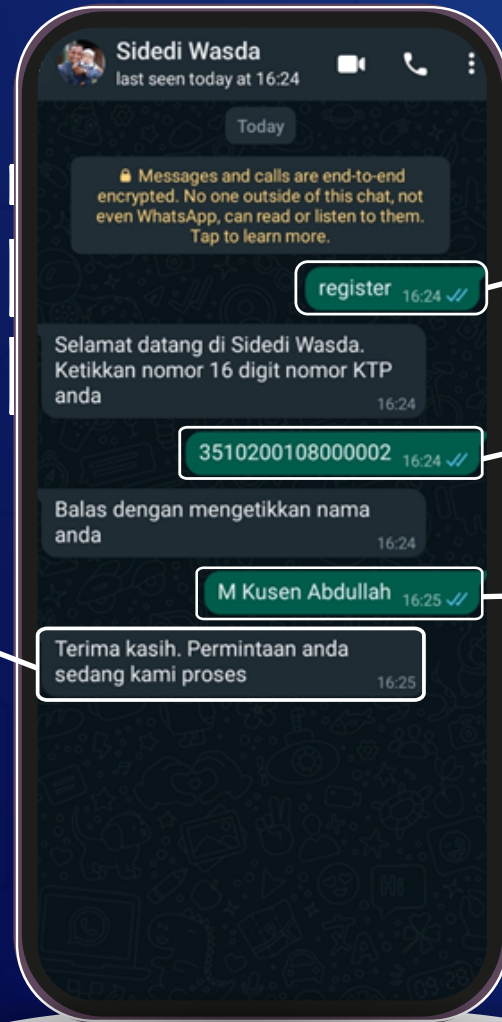 Sidedi Wasda
last seen today at 16:24
Today
Messages and calls are end-to-end
encrypted. No one outside of this chat, not
even WhatsApp, can read or listen to them.
Tap to learn more.
register 16:24
Selamat datang di Sidedi Wasda.
Ketikkan nomor 16 digit nomor KTP
anda
16:24
3510200108000002 16:24
Balas dengan mengetikkan nama
anda
16:24
M Kusen Abdullah 16:25
Terima kasih. Permintaan anda
sedang kami proses
16:25